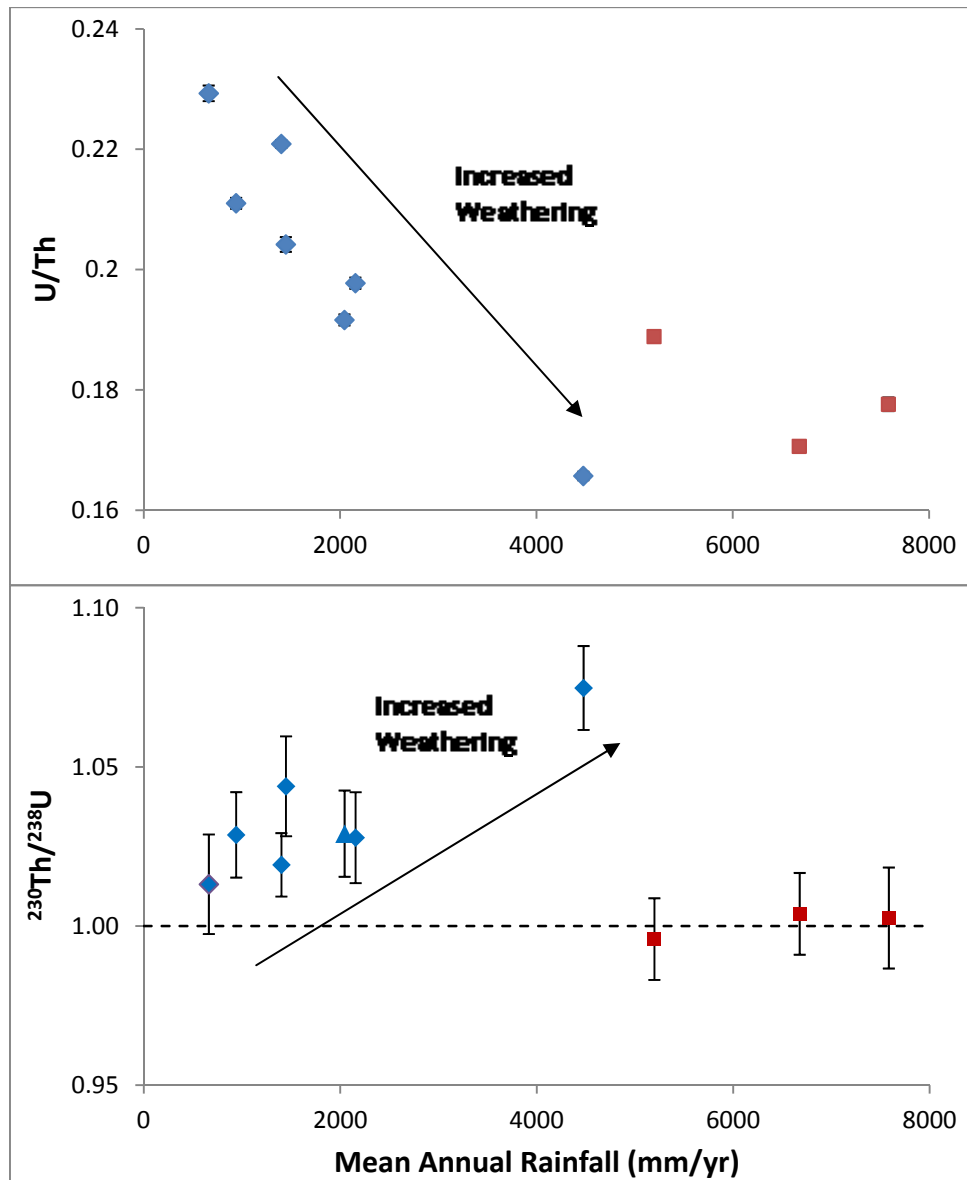 0.24
0.22
0.2
0.18
0.16
U/Th
Increased
Weathering
0
2000
4000
6000
8000
1.10
1.05
1.00
0.95
²³⁰Th/²³⁸U
Increased
Weathering
0
2000
4000
6000
8000
Mean Annual Rainfall (mm/yr)